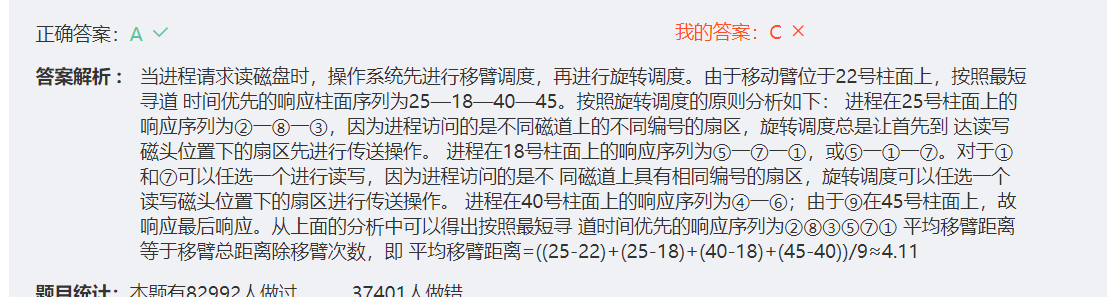 正确答案：A
我的答案：C ×
答案解析： 当进程请求读磁盘时，操作系统先进行移臂调度，再进行旋转调度。由于移动臂位于22号柱面上，按照最短
寻道 时间优先的响应柱面序列为25—18—40—45。按照旋转调度的原则分析如下： 进程在25号柱面上的
响应序列为②—⑧—③，因为进程访问的是不同磁道上的不同编号的扇区，旋转调度总是让首先到 达读写
磁头位置下的扇区先进行传送操作。 进程在18号柱面上的响应序列为⑤—⑦—①，或⑤—①—⑦。对于①
和⑦可以任选一个进行读写，因为进程访问的是不 同磁道上具有相同编号的扇区，旋转调度可以任选一个
读写磁头位置下的扇区进行传送操作。 进程在40号柱面上的响应序列为④—⑥；由于⑨在45号柱面上，故
响应最后响应。从上面的分析中可以得出按照最短寻 道时间优先的响应序列为②⑧③⑤⑦① 平均移臂距离
等于移臂总距离除移臂次数，即 平均移臂距离=((25-22)+(25-18)+(40-18)+(45-40))/9≈4.11
题目统计：本题有82992人做过 37401人做错